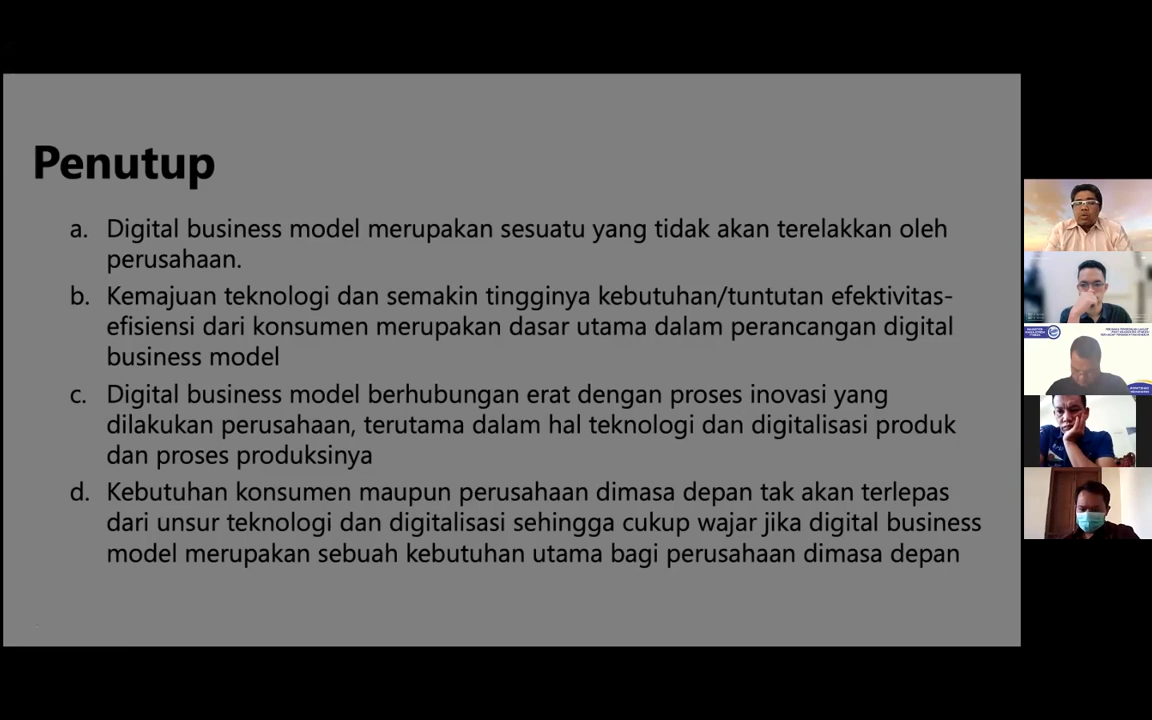 Penutup
a. Digital business model merupakan sesuatu yang tidak akan terelakkan oleh
perusahaan.
b. Kemajuan teknologi dan semakin tingginya kebutuhan/tuntutan efektivitas-
efisiensi dari konsumen merupakan dasar utama dalam perancangan digital
business model
c. Digital business model berhubungan erat dengan proses inovasi yang
dilakukan perusahaan, terutama dalam hal teknologi dan digitalisasi produk
dan proses produksinya
d. Kebutuhan konsumen maupun perusahaan dimasa depan tak akan terlepas
dari unsur teknologi dan digitalisasi sehingga cukup wajar jika digital business
model merupakan sebuah kebutuhan utama bagi perusahaan dimasa depan